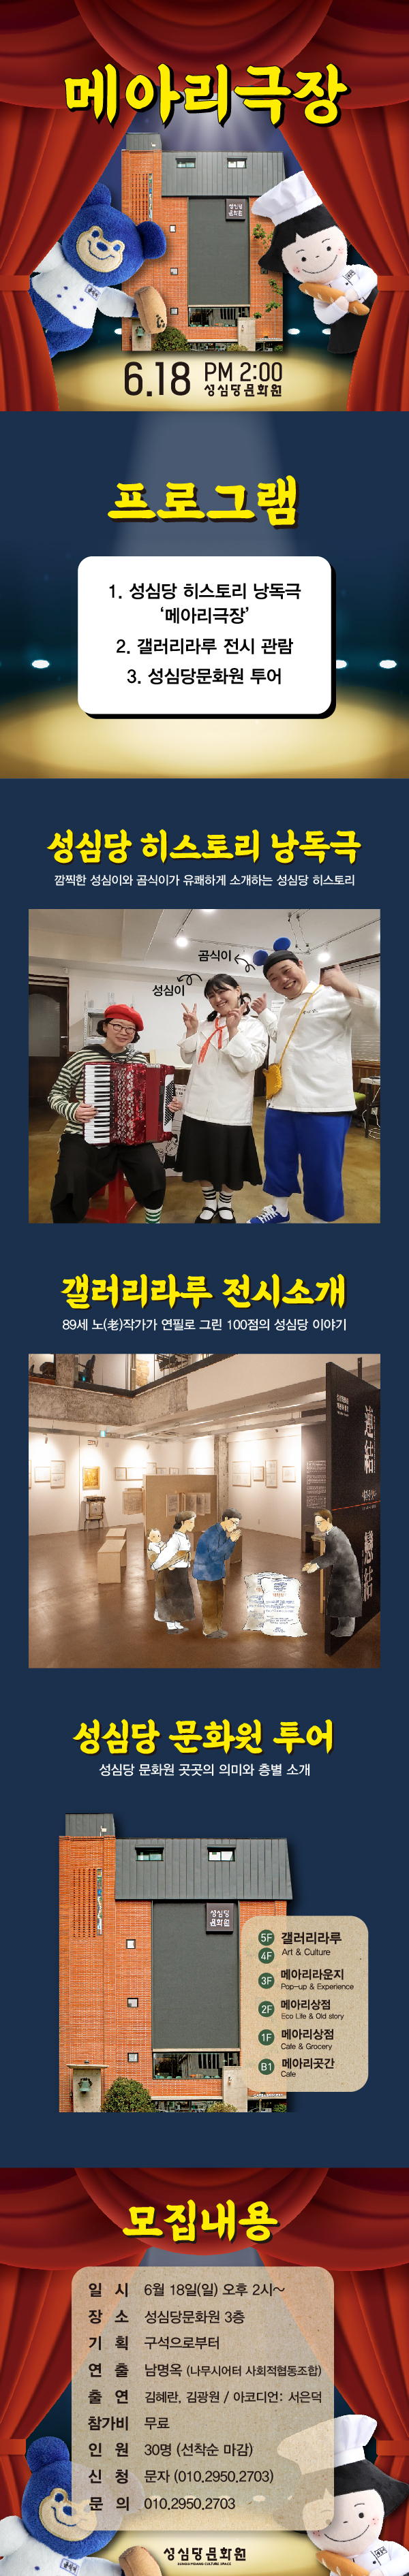 메아리극장
성심당
문화원
6.18 PM 2:00
성심당문화원
프로그램
1. 성심당 히스토리 낭독극
‘메아리극장’
2. 갤러리라루 전시 관람
3. 성심당문화원 투어
성심당 히스토리 낭독극
깜찍한 성심이와 곰식이가 유쾌하게 소개하는 성심당 히스토리
곰식이
성심이
갤러리라루 전시소개
89세 노(老)작가가 연필로 그린 100점의 성심당 이야기
連結
戀結
성심당 문화원 투어
성심당 문화원 곳곳의 의미와 층별 소개
성심당
문화원
5F 갤러리라루
4F Art & Culture
3F 메아리라운지
Pop-up & Experience
2F 메아리상점
Eco Life & Old story
1F 메아리상점
Cafe & Grocery
B1 메아리곳간
Cafe
모집내용
일 시 6월 18일(일) 오후 2시~
장 소 성심당문화원 3층
기 획 구석으로부터
연 출 남명옥 (나무시어터 사회적협동조합)
출 연 김혜란, 김광원 / 아코디언: 서은덕
참가비 무료
인 원 30명 (선착순 마감)
신 청 문자 (010.2950.2703)
문 의 010.2950.2703
성심당문화원
SUNGSIMDANG CULTURE SPACE